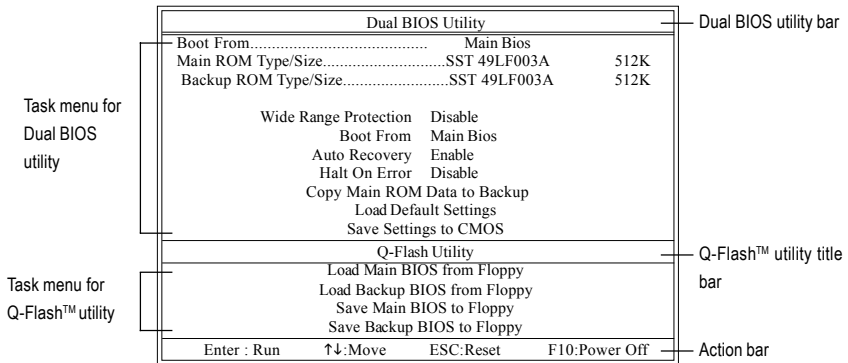 Dual BIOS Utility
Dual BIOS utility bar
Boot From.......................................... Main Bios
Main ROM Type/Size.............................SST 49LF003A 512K
Backup ROM Type/Size.........................SST 49LF003A 512K
Task menu for
Dual BIOS
utility
Wide Range Protection Disable
Boot From Main Bios
Auto Recovery Enable
Halt On Error Disable
Copy Main ROM Data to Backup
Load Default Settings
Save Settings to CMOS
Q-Flash Utility
Q-Flash™ utility title
bar
Task menu for
Q-Flash™ utility
Load Main BIOS from Floppy
Load Backup BIOS from Floppy
Save Main BIOS to Floppy
Save Backup BIOS to Floppy
Enter : Run ↑↓:Move ESC:Reset F10:Power Off
Action bar